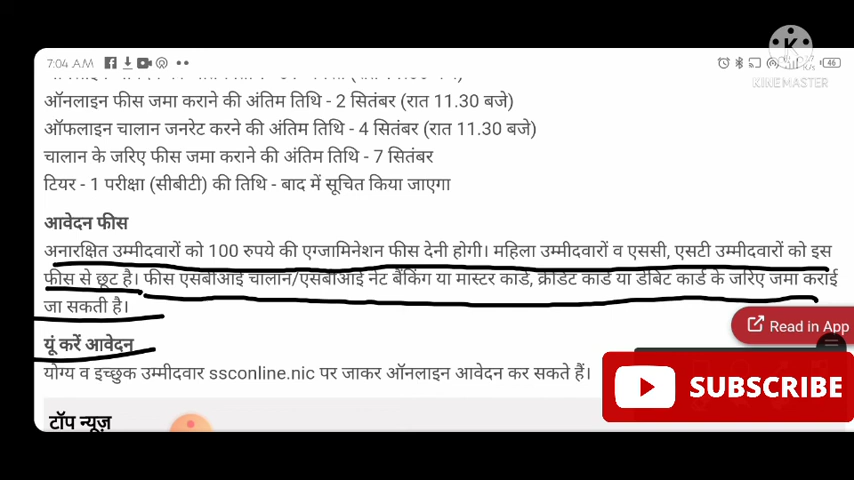 7:04 AM
46
KINEMASTER
ऑनलाइन फीस जमा कराने की अंतिम तिथि - 2 सितंबर (रात 11.30 बजे)
ऑफलाइन चालान जनरेट करने की अंतिम तिथि - 4 सितंबर (रात 11.30 बजे)
चालान के जरिए फीस जमा कराने की अंतिम तिथि - 7 सितंबर
टियर - 1 परीक्षा (सीबीटी) की तिथि - बाद में सूचित किया जाएगा
आवेदन फीस
अनारक्षित उम्मीदवारों को 100 रुपये की एग्जामिनेशन फीस देनी होगी। महिला उम्मीदवारों व एससी, एसटी उम्मीदवारों को इस
फीस से छूट है। फीस एसबीआई चालान/एसबीआई नेट बैंकिंग या मास्टर कार्ड, क्रेडिट कार्ड या डेबिट कार्ड के जरिए जमा कराई
जा सकती है।
Read in App
यूं करें आवेदन
योग्य व इच्छुक उम्मीदवार ssconline.nic पर जाकर ऑनलाइन आवेदन कर सकते हैं।
SUBSCRIBE
टॉप न्यूज़